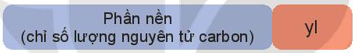 Phần nền
(chỉ số lượng nguyên tử carbon)
yl